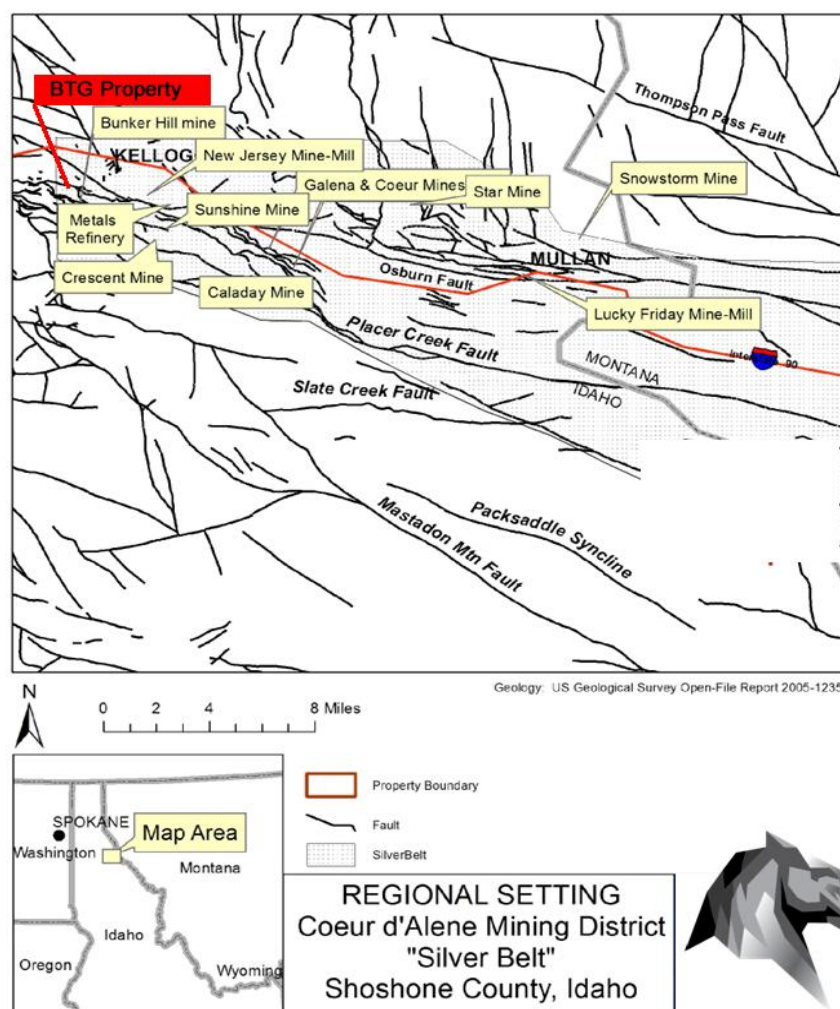 BTG Property
Thompson Pass Fault
Bunker Hill mine
KELLOG
New Jersey Mine-Mill
Galena & Coeur Mines
Star Mine
Snowstorm Mine
Metals
Refinery
Sunshine Mine
Crescent Mine
Caladay Mine
Osburn Fault
MULLAN
Lucky Friday Mine-Mill
Placer Creek Fault
Slate Creek Fault
MONTANA
IDAHO
90
Packsaddle Syncline
Mastadon Mtn Fault
Geology: US Geological Survey Open-File Report 2005-1235
N
0 2 4 8 Miles
Property Boundary
Fault
SilverBelt
SPOKANE
Map Area
Washington
Montana
Idaho
Oregon
Wyoming
REGIONAL SETTING
Coeur d'Alene Mining District
"Silver Belt"
Shoshone County, Idaho